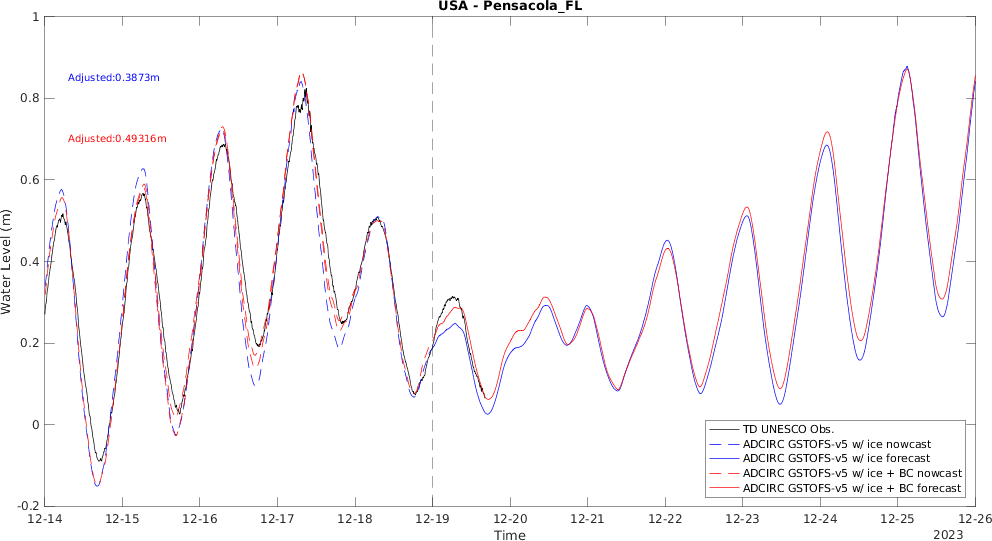 USA - Pensacola_FL
1
0.8
0.6
0.4
0.2
0
-0.2
Water Level (m)
Adjusted:0.3873m
Adjusted:0.49316m
TD UNESCO Obs.
ADCIRC GSTOFS-v5 w/ ice nowcast
ADCIRC GSTOFS-v5 w/ ice forecast
ADCIRC GSTOFS-v5 w/ ice + BC nowcast
ADCIRC GSTOFS-v5 w/ ice + BC forecast
12-14 12-15 12-16 12-17 12-18 12-19 12-20 12-21 12-22 12-23 12-24 12-25 12-26
Time
2023